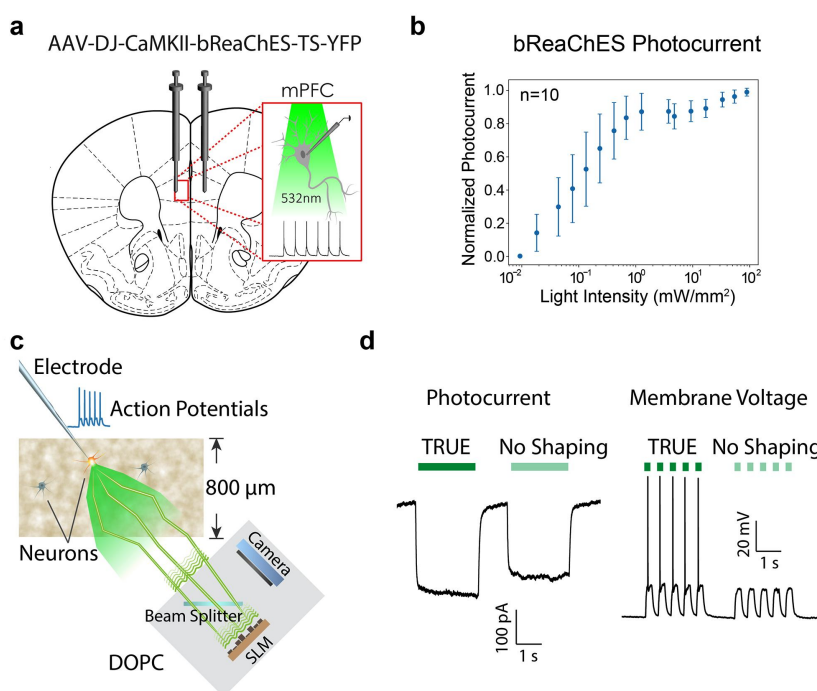 a
AAV-DJ-CaMKII-bReaChES-TS-YFP
mPFC
532nm
b
bReaChES Photocurrent
n=10
Normalized Photocurrent
1.0
0.8
0.6
0.4
0.2
0.0
10⁻² 10⁻¹ 10⁰ 10¹ 10²
Light Intensity (mW/mm²)
c
Electrode
Action Potentials
800 µm
Neurons
Camera
Beam Splitter
SLM
DOPC
d
Photocurrent
TRUE No Shaping
100 pA
1 s
Membrane Voltage
TRUE No Shaping
20 mV
1 s